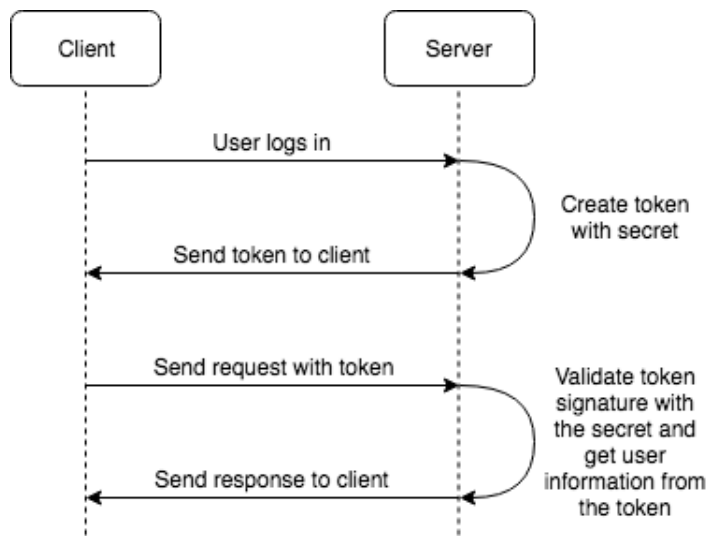 Client
Server
User logs in
Create token
with secret
Send token to client
Send request with token
Validate token
signature with
the secret and
get user
information from
the token
Send response to client